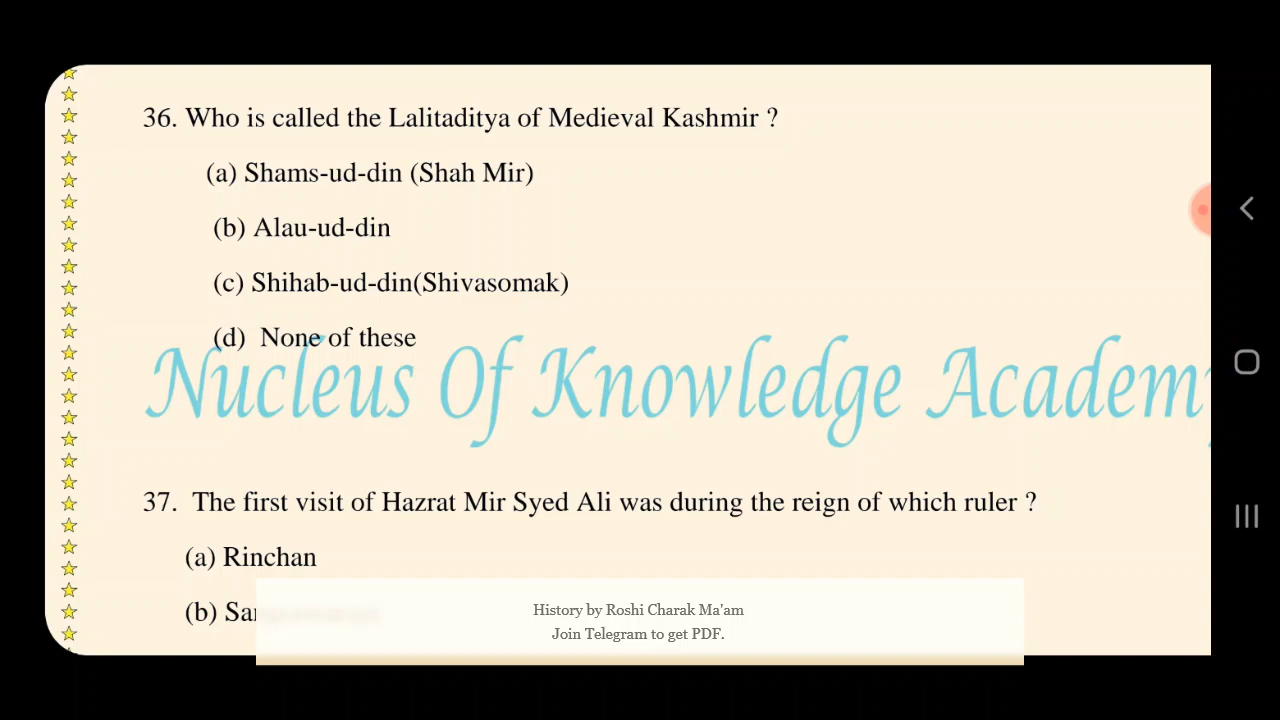 36. Who is called the Lalitaditya of Medieval Kashmir ?
(a) Shams-ud-din (Shah Mir)
(b) Alau-ud-din
(c) Shihab-ud-din(Shivasomak)
(d) None of these
Nucleus Of Knowledge Academy
37. The first visit of Hazrat Mir Syed Ali was during the reign of which ruler ?
(a) Rinchan
(b)
History by Roshi Charak Ma'am
Join Telegram to get PDF.